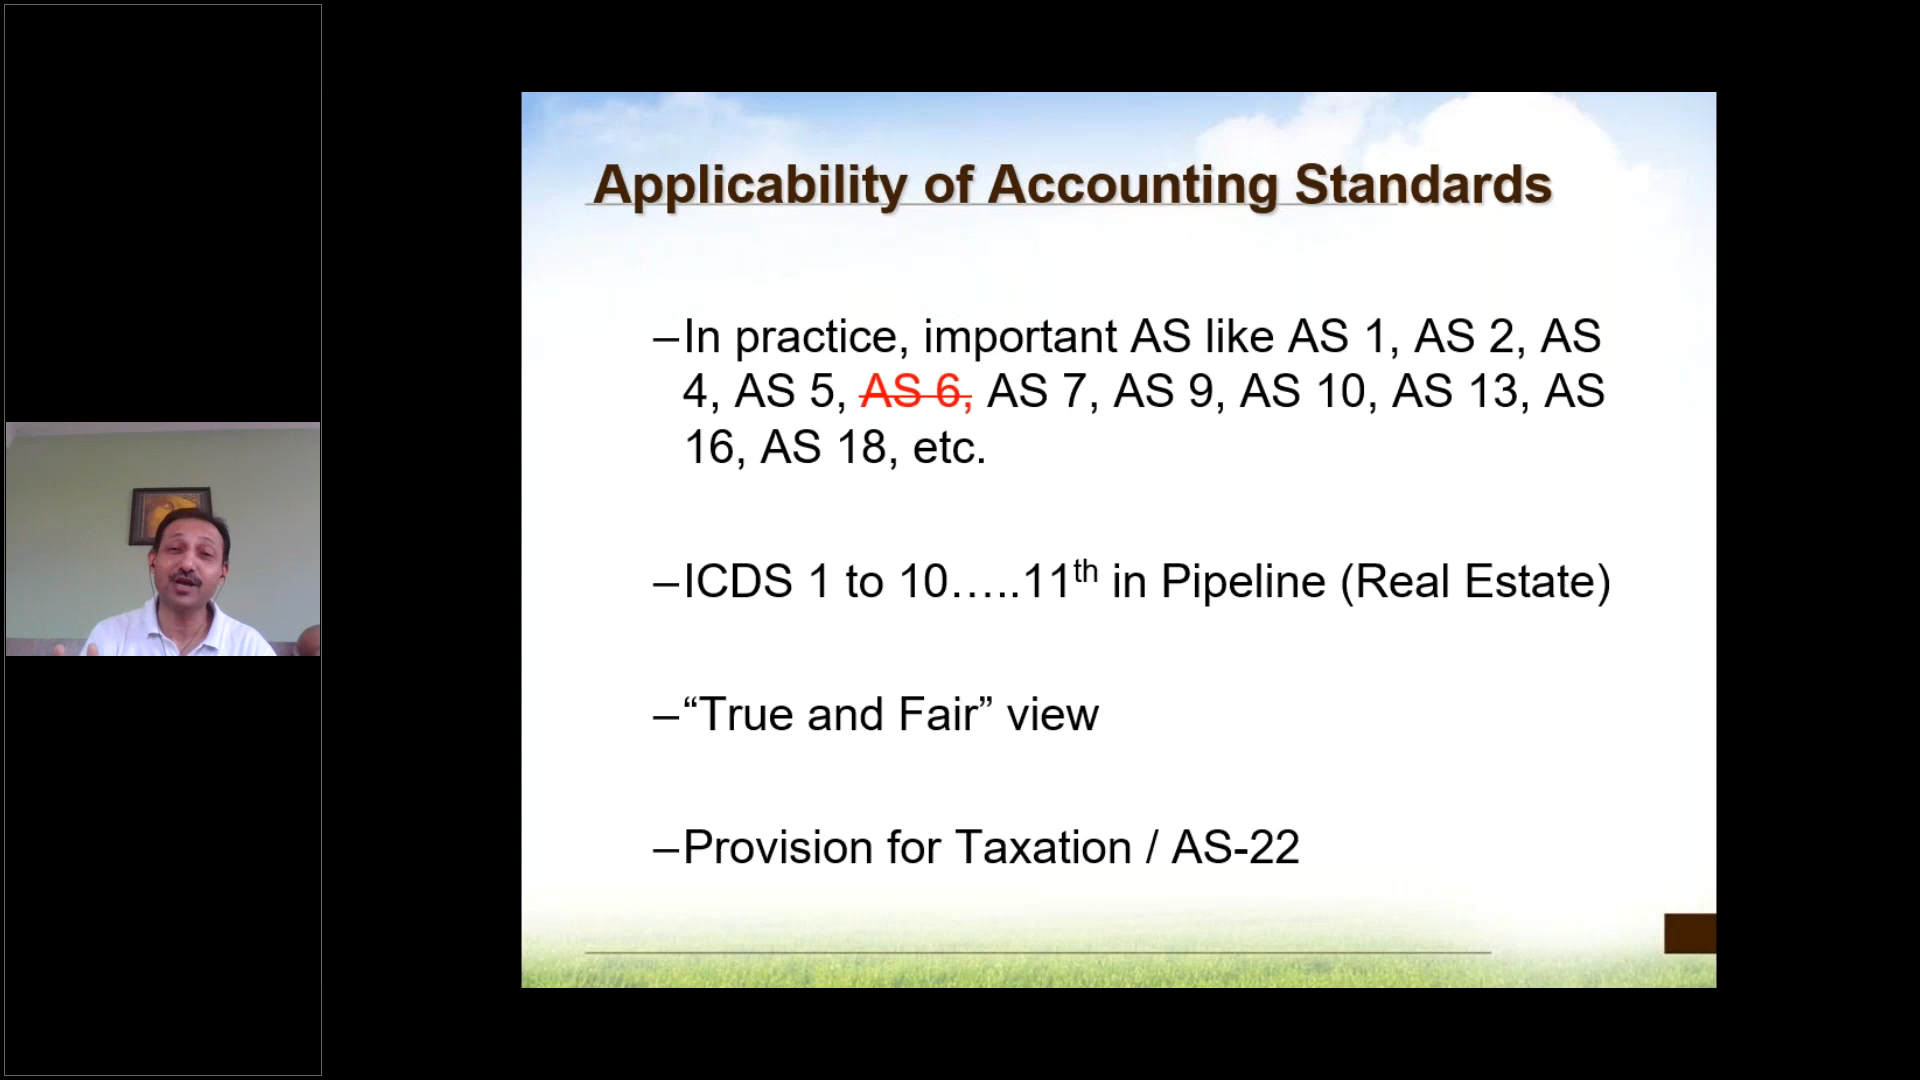 Applicability of Accounting Standards
–In practice, important AS like AS 1, AS 2, AS
4, AS 5, AS 6, AS 7, AS 9, AS 10, AS 13, AS
16, AS 18, etc.
–ICDS 1 to 10…..11th in Pipeline (Real Estate)
–“True and Fair” view
–Provision for Taxation / AS-22